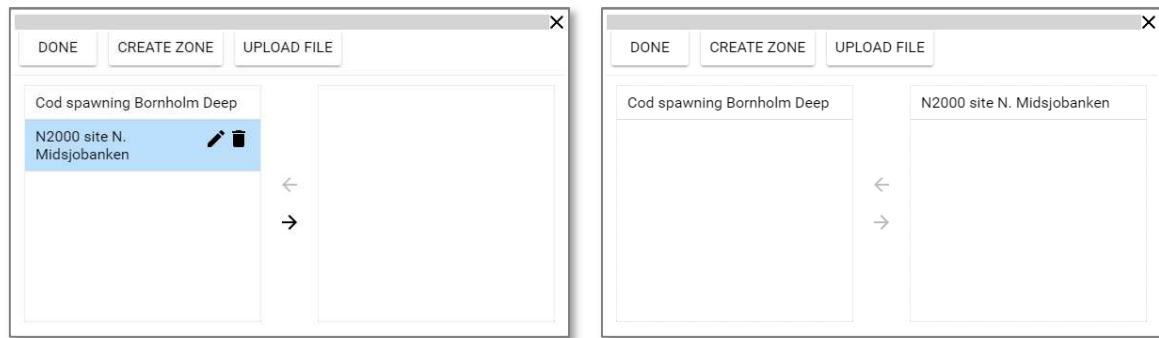 DONE CREATE ZONE UPLOAD FILE
Cod spawning Bornholm Deep
N2000 site N.
Midsjobanken
DONE CREATE ZONE UPLOAD FILE
Cod spawning Bornholm Deep
N2000 site N. Midsjobanken